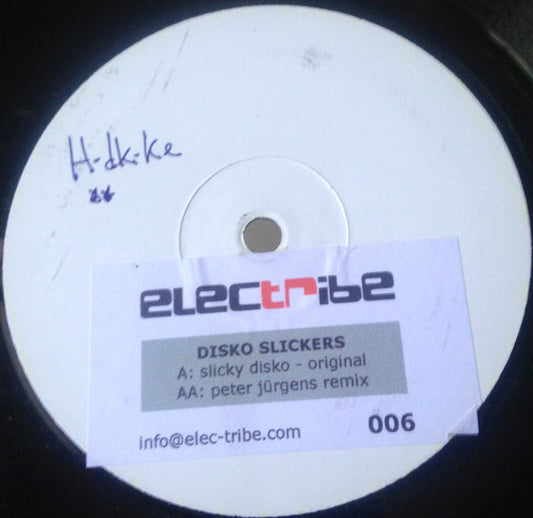 electribe
DISKO SLICKERS
A: slicky disko - original
AA: peter jürgens remix
info@elec-tribe.com
006